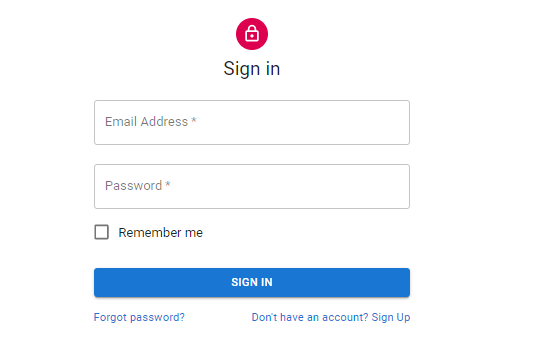 Sign in
Email Address *
Password *
Remember me
SIGN IN
Forgot password? Don't have an account? Sign Up